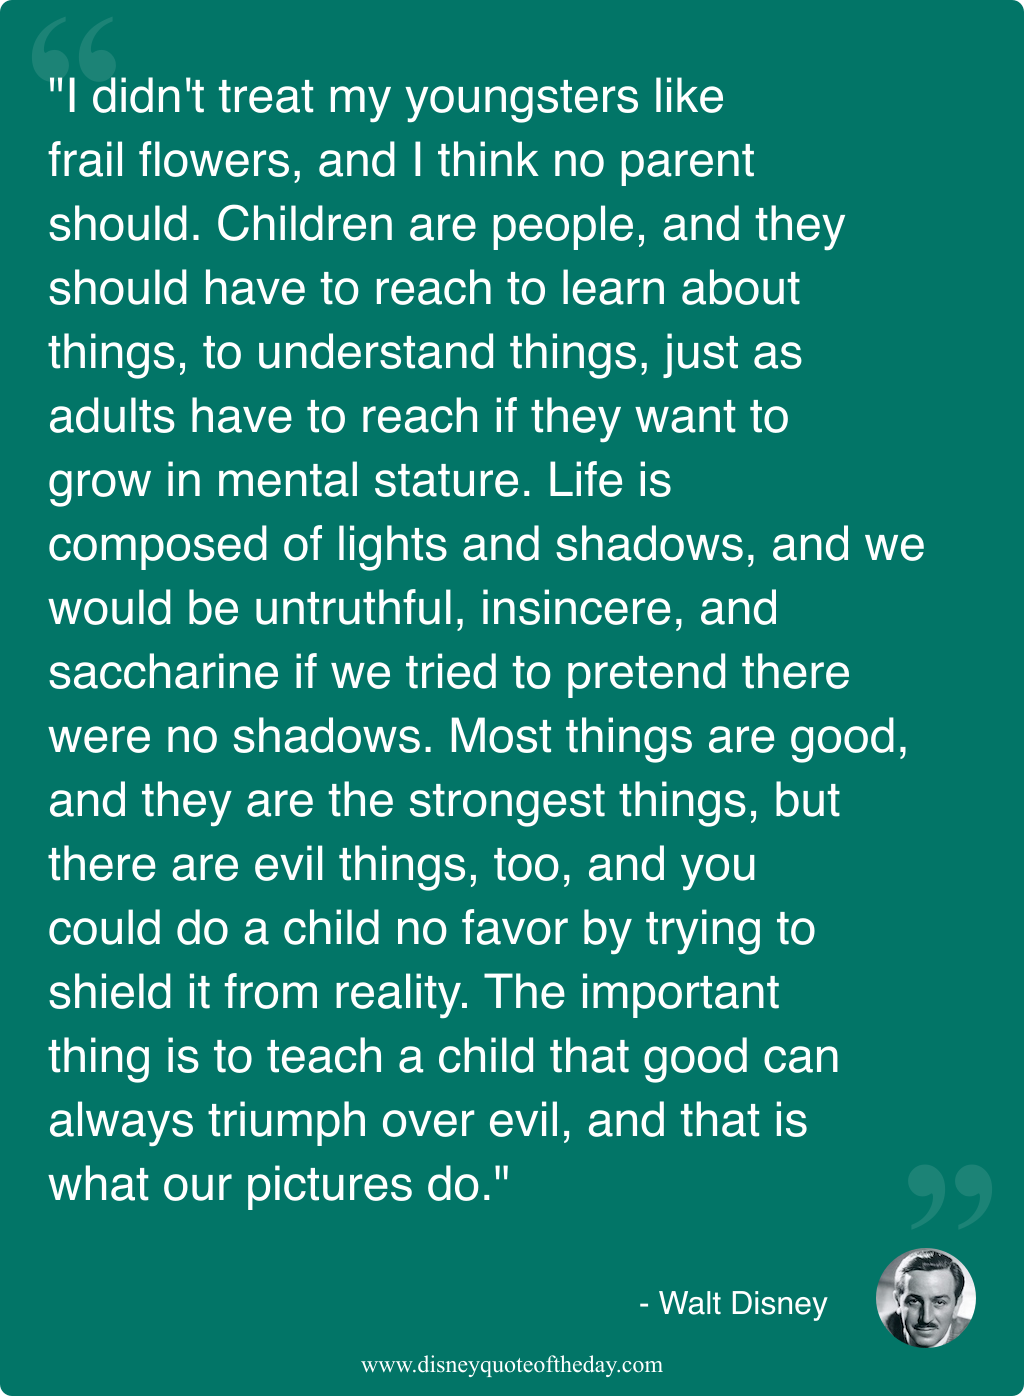 "I didn't treat my youngsters like
frail flowers, and I think no parent
should. Children are people, and they
should have to reach to learn about
things, to understand things, just as
adults have to reach if they want to
grow in mental stature. Life is
composed of lights and shadows, and we
would be untruthful, insincere, and
saccharine if we tried to pretend there
were no shadows. Most things are good,
and they are the strongest things, but
there are evil things, too, and you
could do a child no favor by trying to
shield it from reality. The important
thing is to teach a child that good can
always triumph over evil, and that is
what our pictures do."
- Walt Disney
www.disneyquoteoftheday.com